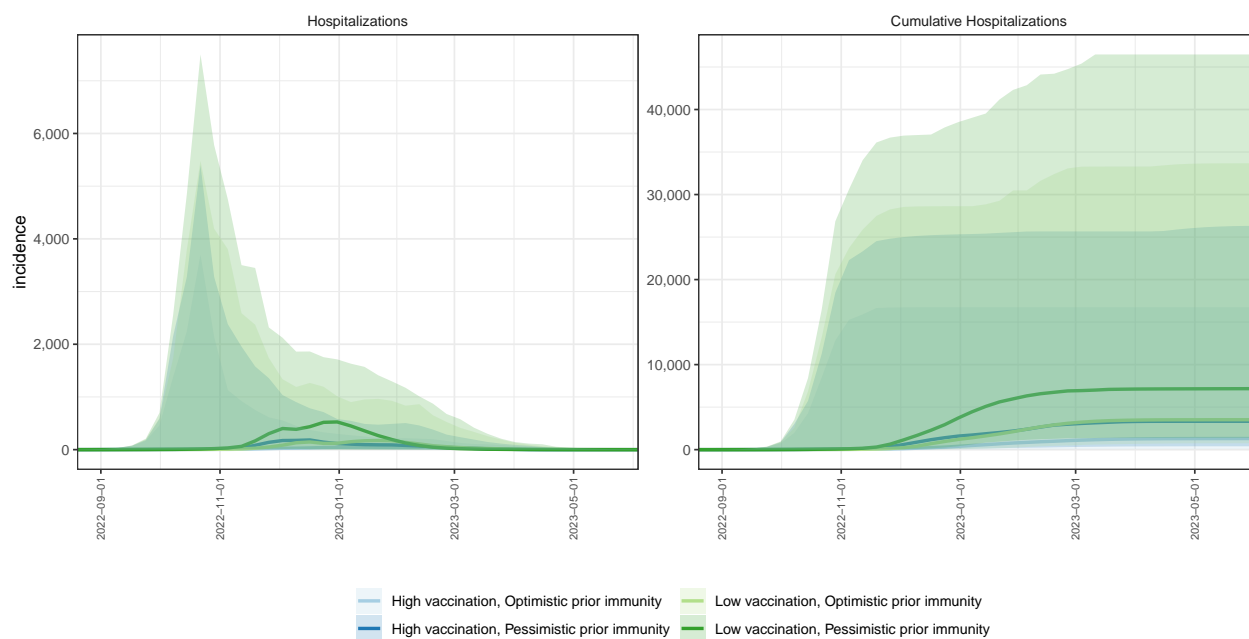 Hospitalizations
Cumulative Hospitalizations
incidence
6,000
4,000
2,000
0
40,000
30,000
20,000
10,000
0
2022−09−01
2022−11−01
2023−01−01
2023−03−01
2023−05−01
2022−09−01
2022−11−01
2023−01−01
2023−03−01
2023−05−01
High vaccination, Optimistic prior immunity
Low vaccination, Optimistic prior immunity
High vaccination, Pessimistic prior immunity
Low vaccination, Pessimistic prior immunity